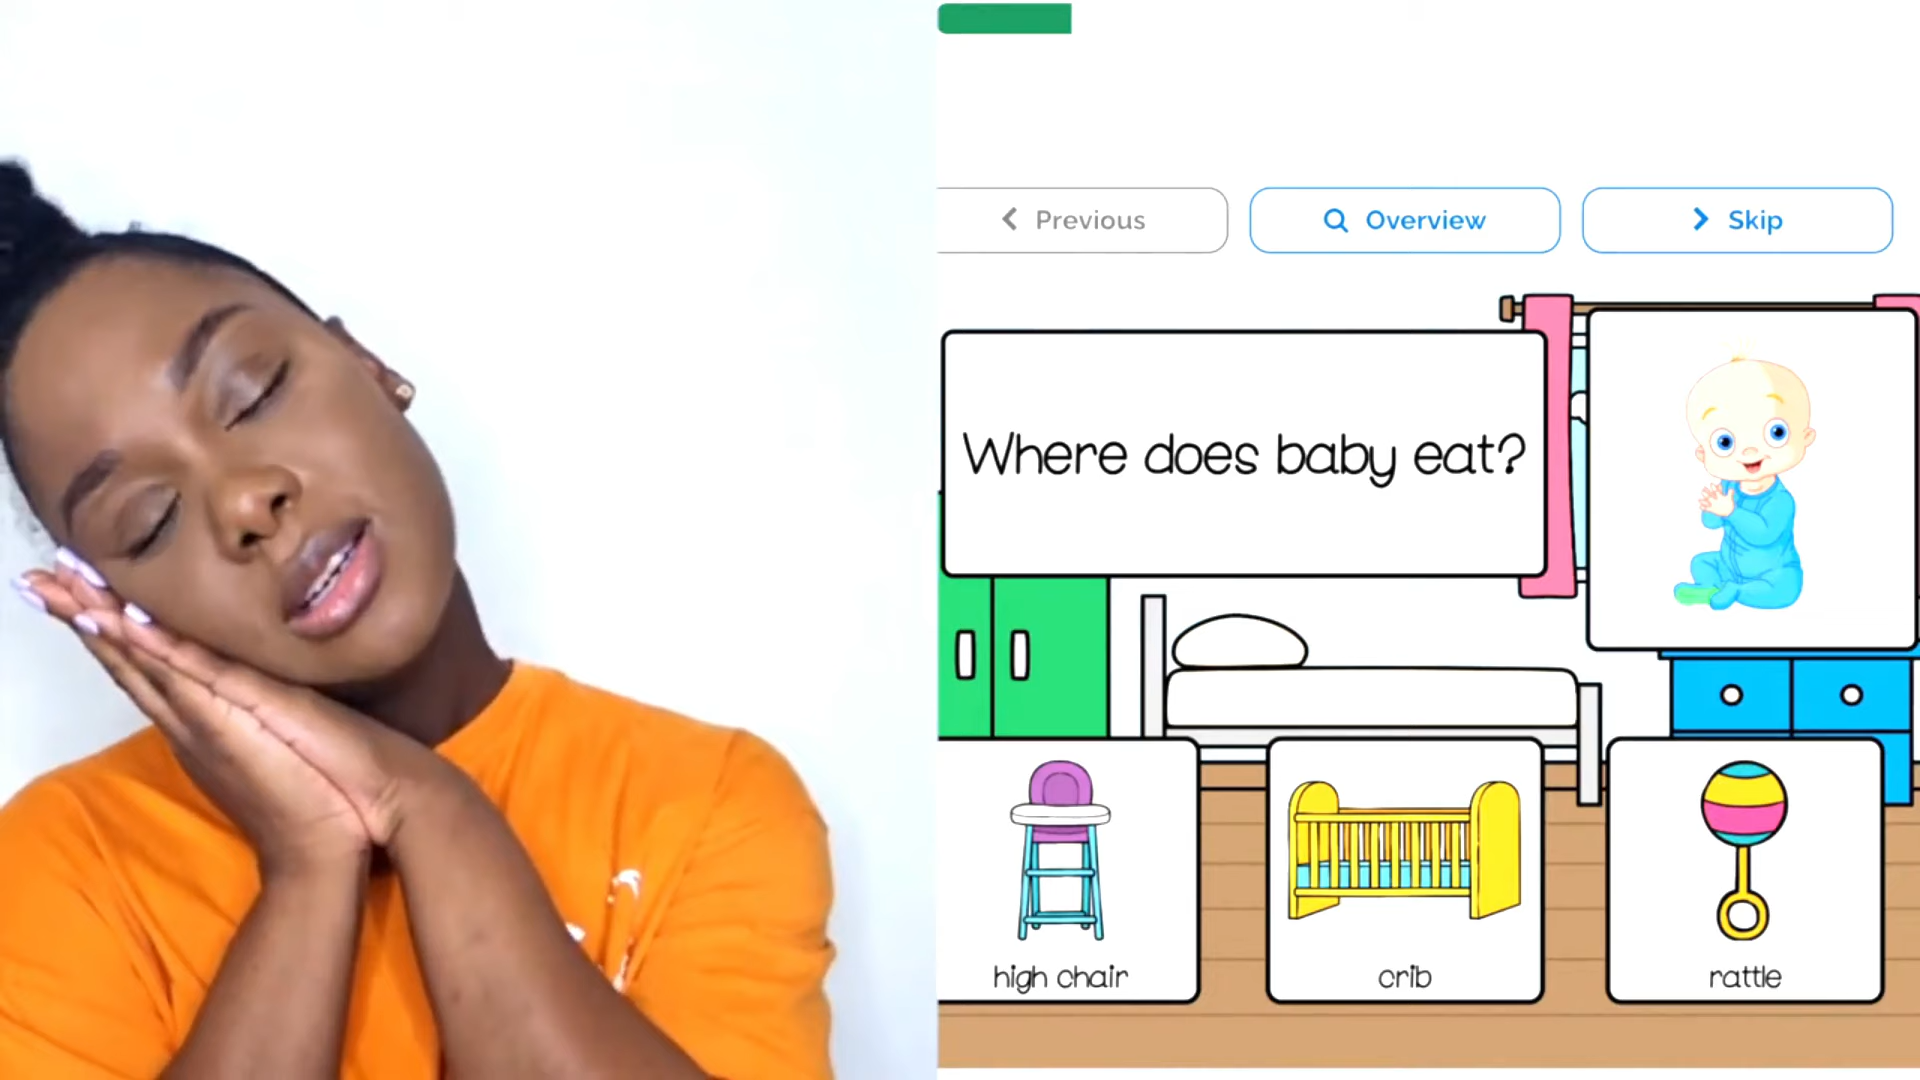 Previous
Overview
Skip
Where does baby eat?
high chair
crib
rattle